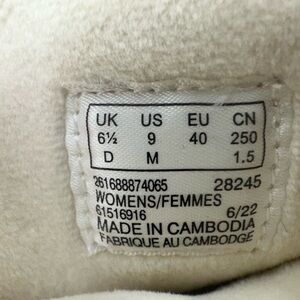 UK US EU CN
6½ 9 40 250
D M 1.5
261688874065 28245
WOMENS/FEMMES
61516916 6/22
MADE IN CAMBODIA
FABRIQUE AU CAMBODGE